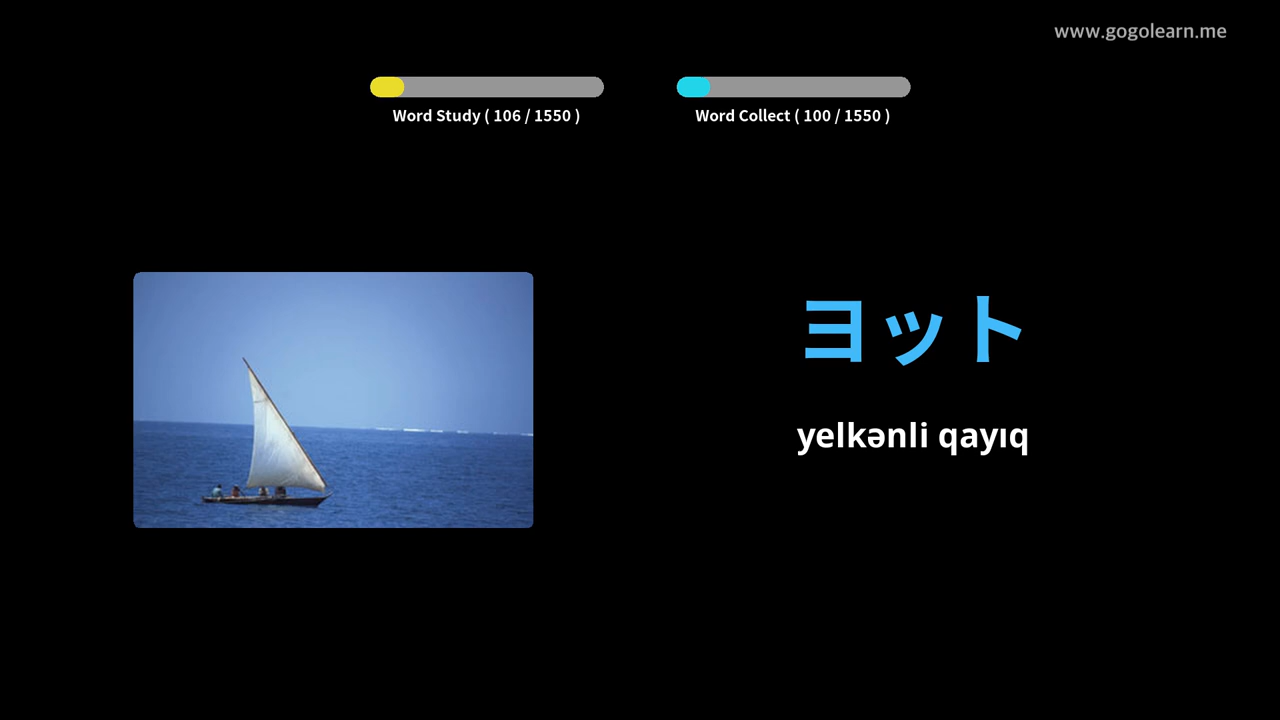 www.gogolearn.me
Word Study ( 106 / 1550 )
Word Collect ( 100 / 1550 )
ヨット
yelkənli qayıq